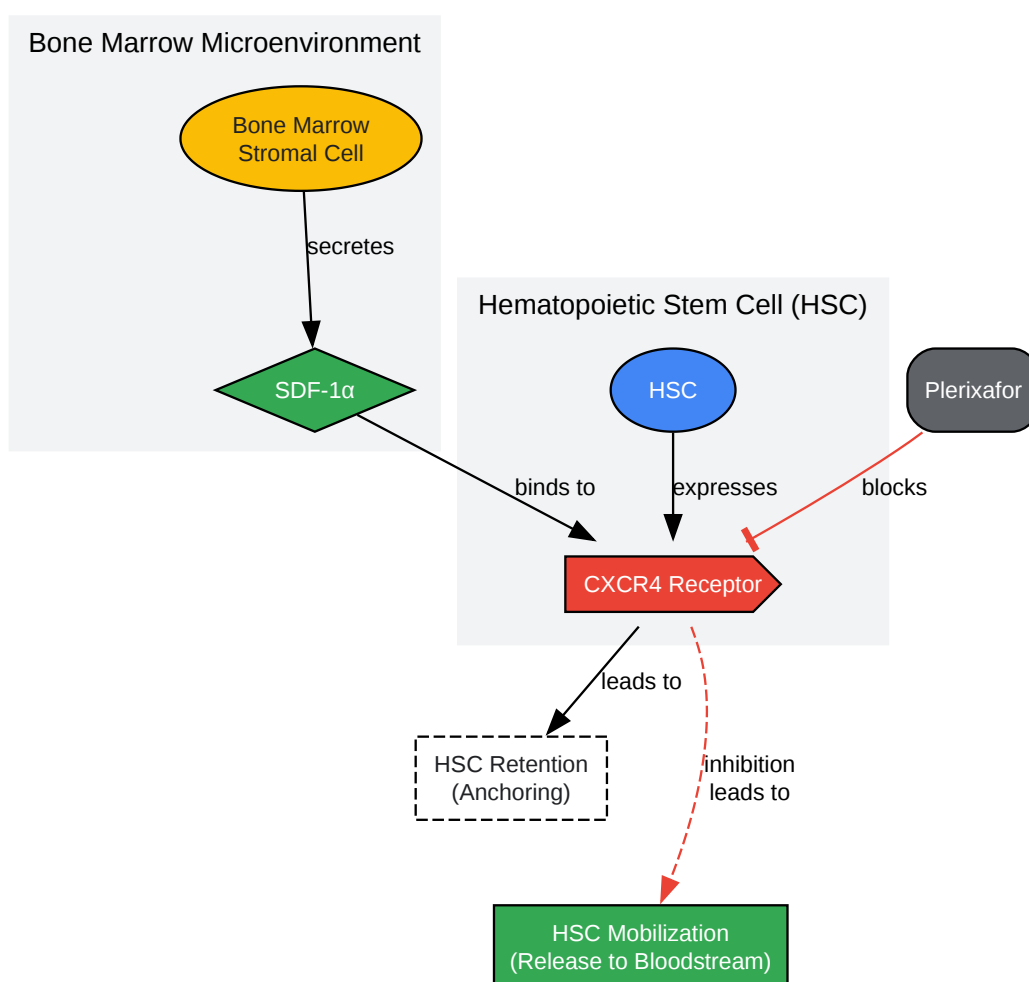 Bone Marrow Microenvironment
Bone Marrow
Stromal Cell
secretes
Hematopoietic Stem Cell (HSC)
SDF-1α
HSC
Plerixafor
binds to
expresses
blocks
CXCR4 Receptor
leads to
HSC Retention
(Anchoring)
inhibition
leads to
HSC Mobilization
(Release to Bloodstream)